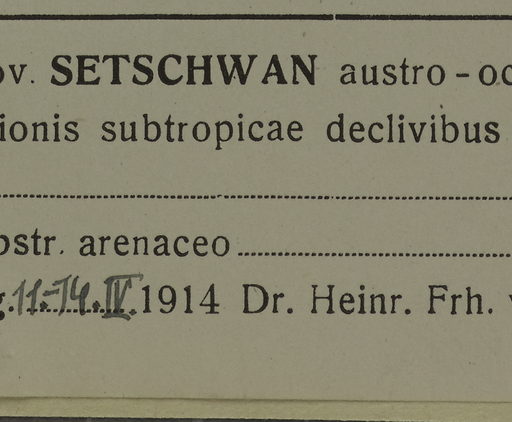 ov. SETSCHWAN austro-oc
ionis subtropicae declivibus
ostr. arenaceo
g. 11.-14. IV. 1914 Dr. Heinr. Frh. v